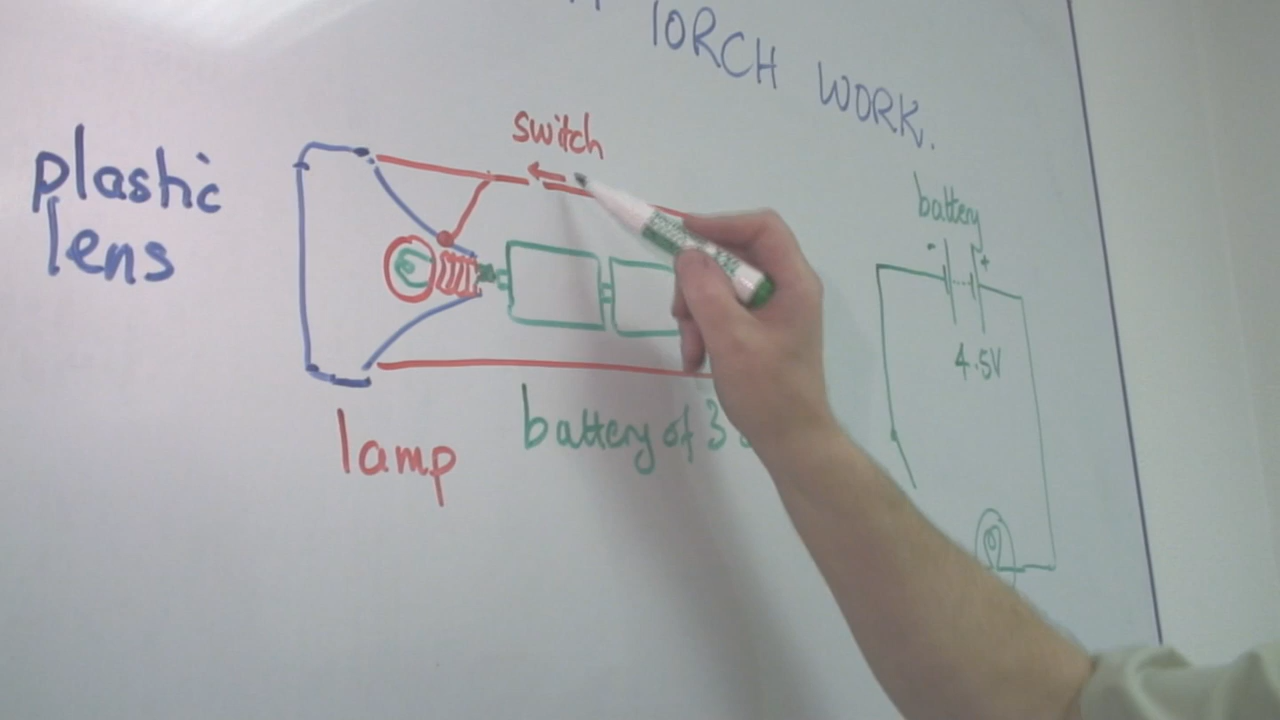 TORCH WORK.
switch
plastic
lens
battery
- +
4.5V
lamp
battery of 3